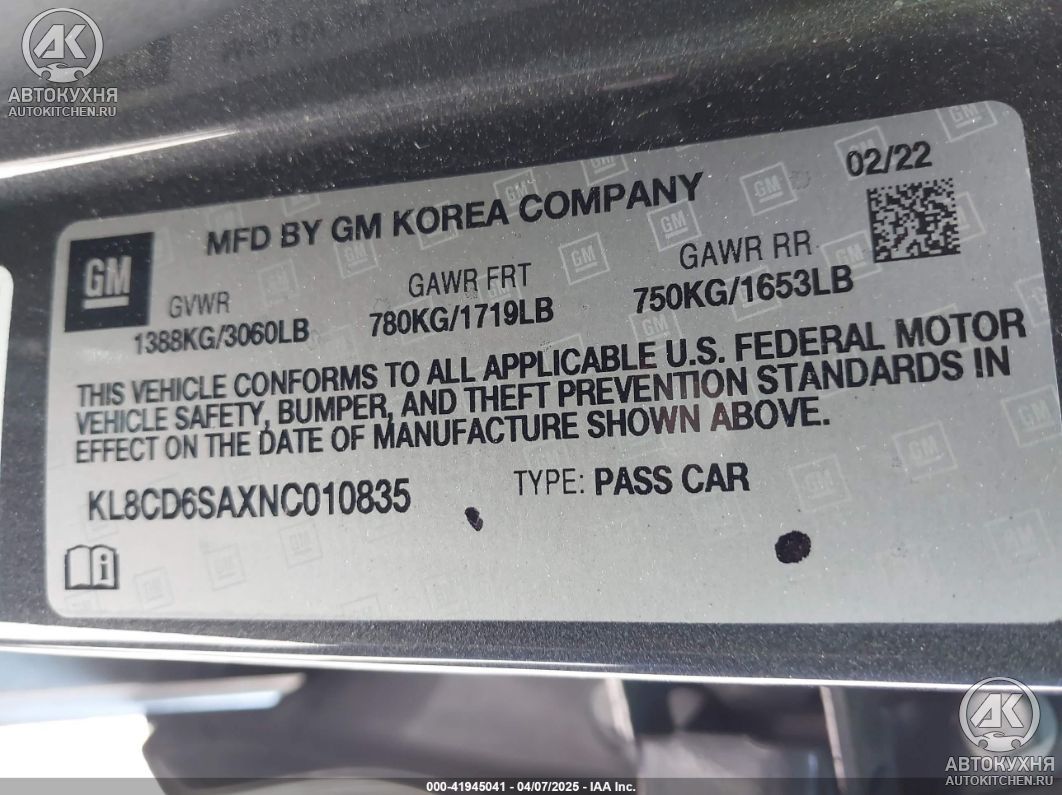 АВТОКУХНЯ
AUTOKITCHEN.RU
02/22
MFD BY GM KOREA COMPANY
GM
GVWR
1388KG/3060LB
GAWR FRT
780KG/1719LB
GAWR RR
750KG/1653LB
THIS VEHICLE CONFORMS TO ALL APPLICABLE U.S. FEDERAL MOTOR
VEHICLE SAFETY, BUMPER, AND THEFT PREVENTION STANDARDS IN
EFFECT ON THE DATE OF MANUFACTURE SHOWN ABOVE.
KL8CD6SAXNC010835
TYPE: PASS CAR
АВТОКУХНЯ
AUTOKITCHEN.RU
000-41945041 - 04/07/2025 - IAA Inc.